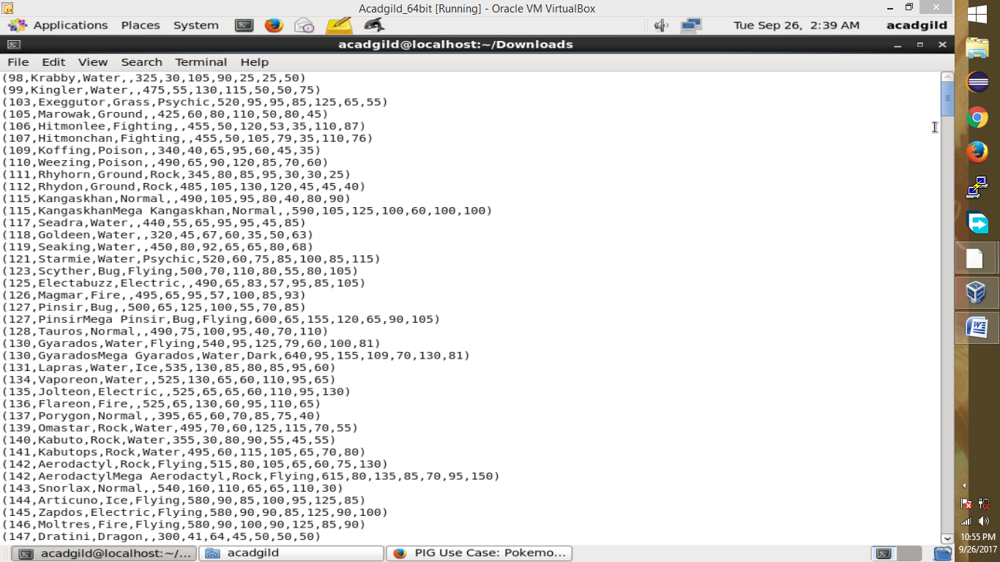 Acadgild_64bit [Running] - Oracle VM VirtualBox
Applications Places System Tue Sep 26, 2:39 AM acadgild
acadgild@localhost:~/Downloads
File Edit View Search Terminal Help
(98,Krabby,Water,,325,30,105,90,25,25,50)
(99,Kingler,Water,,475,55,130,115,50,50,75)
(103,Exeggutor,Grass,Psychic,520,95,95,85,125,65,55)
(105,Marowak,Ground,,425,60,80,110,50,80,45)
(106,Hitmonlee,Fighting,,455,50,120,53,35,110,87)
(107,Hitmonchan,Fighting,,455,50,105,79,35,110,76)
(109,Koffing,Poison,,340,40,65,95,60,45,35)
(110,Weezing,Poison,,490,65,90,120,85,70,60)
(111,Rhyhorn,Ground,Rock,345,80,85,95,30,30,25)
(112,Rhydon,Ground,Rock,485,105,130,120,45,45,40)
(115,Kangaskhan,Normal,,490,105,95,80,40,80,90)
(115,KangaskhanMega Kangaskhan,Normal,,590,105,125,100,60,100,100)
(117,Seadra,Water,,440,55,65,95,95,45,85)
(118,Goldeen,Water,,320,45,67,60,35,50,63)
(119,Seaking,Water,,450,80,92,65,65,80,68)
(121,Starmie,Water,Psychic,520,60,75,85,100,85,115)
(123,Scyther,Bug,Flying,500,70,110,80,55,80,105)
(125,Electabuzz,Electric,,490,65,83,57,95,85,105)
(126,Magmar,Fire,,495,65,95,57,100,85,93)
(127,Pinsir,Bug,,500,65,125,100,55,70,85)
(127,PinsirMega Pinsir,Bug,Flying,600,65,155,120,65,90,105)
(128,Tauros,Normal,,490,75,100,95,40,70,110)
(130,Gyarados,Water,Flying,540,95,125,79,60,100,81)
(130,GyaradosMega Gyarados,Water,Dark,640,95,155,109,70,130,81)
(131,Lapras,Water,Ice,535,130,85,80,85,95,60)
(134,Vaporeon,Water,,525,130,65,60,110,95,65)
(135,Jolteon,Electric,,525,65,65,60,110,95,130)
(136,Flareon,Fire,,525,65,130,60,95,110,65)
(137,Porygon,Normal,,395,65,60,70,85,75,40)
(139,Omastar,Rock,Water,495,70,60,125,115,70,55)
(140,Kabuto,Rock,Water,355,30,80,90,55,45,55)
(141,Kabutops,Rock,Water,495,60,115,105,65,70,80)
(142,Aerodactyl,Rock,Flying,515,80,105,65,60,75,130)
(142,AerodactylMega Aerodactyl,Rock,Flying,615,80,135,85,70,95,150)
(143,Snorlax,Normal,,540,160,110,65,65,110,30)
(144,Articuno,Ice,Flying,580,90,85,100,95,125,85)
(145,Zapdos,Electric,Flying,580,90,90,85,125,90,100)
(146,Moltres,Fire,Flying,580,90,100,90,125,85,90)
(147,Dratini,Dragon,,300,41,64,45,50,50,50)
acadgild@localhost:~/... acadgild PIG Use Case: Pokemo...
10:55 PM
9/26/2017